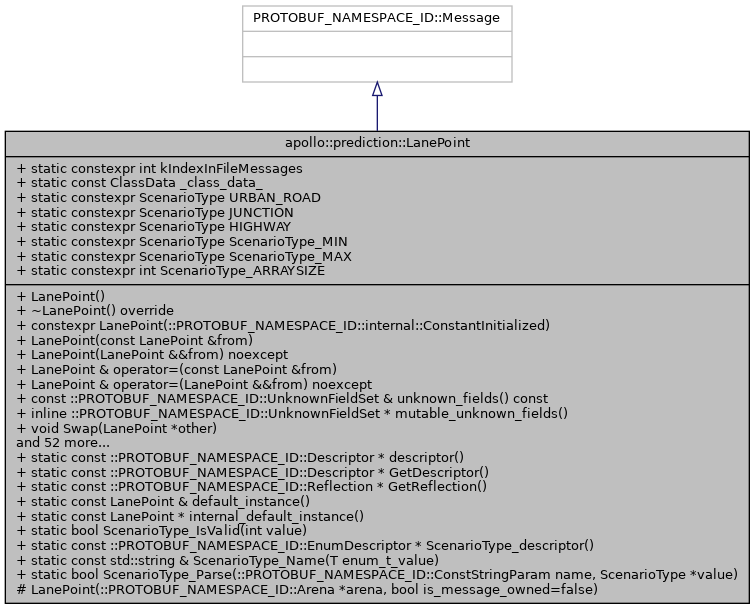 PROTOBUF_NAMESPACE_ID::Message
apollo::prediction::LanePoint
+ static constexpr int kIndexInFileMessages
+ static const ClassData _class_data_
+ static constexpr ScenarioType URBAN_ROAD
+ static constexpr ScenarioType JUNCTION
+ static constexpr ScenarioType HIGHWAY
+ static constexpr ScenarioType ScenarioType_MIN
+ static constexpr ScenarioType ScenarioType_MAX
+ static constexpr int ScenarioType_ARRAYSIZE
+ LanePoint()
+ ~LanePoint() override
+ constexpr LanePoint(::PROTOBUF_NAMESPACE_ID::internal::ConstantInitialized)
+ LanePoint(const LanePoint &from)
+ LanePoint(LanePoint &&from) noexcept
+ LanePoint & operator=(const LanePoint &from)
+ LanePoint & operator=(LanePoint &&from) noexcept
+ const ::PROTOBUF_NAMESPACE_ID::UnknownFieldSet & unknown_fields() const
+ inline ::PROTOBUF_NAMESPACE_ID::UnknownFieldSet * mutable_unknown_fields()
+ void Swap(LanePoint *other)
and 52 more...
+ static const ::PROTOBUF_NAMESPACE_ID::Descriptor * descriptor()
+ static const ::PROTOBUF_NAMESPACE_ID::Descriptor * GetDescriptor()
+ static const ::PROTOBUF_NAMESPACE_ID::Reflection * GetReflection()
+ static const LanePoint & default_instance()
+ static const LanePoint * internal_default_instance()
+ static bool ScenarioType_IsValid(int value)
+ static const ::PROTOBUF_NAMESPACE_ID::EnumDescriptor * ScenarioType_descriptor()
+ static const std::string & ScenarioType_Name(T enum_t_value)
+ static bool ScenarioType_Parse(::PROTOBUF_NAMESPACE_ID::ConstStringParam name, ScenarioType *value)
# LanePoint(::PROTOBUF_NAMESPACE_ID::Arena *arena, bool is_message_owned=false)